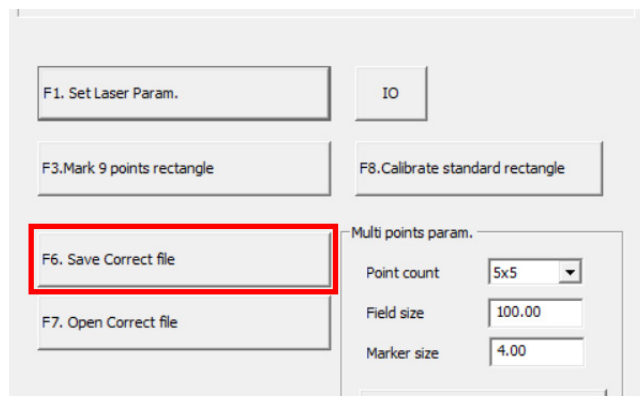 F1. Set Laser Param.
IO
F3.Mark 9 points rectangle
F8.Calibrate standard rectangle
F6. Save Correct file
F7. Open Correct file
Multi points param.
Point count
5x5
Field size
100.00
Marker size
4.00